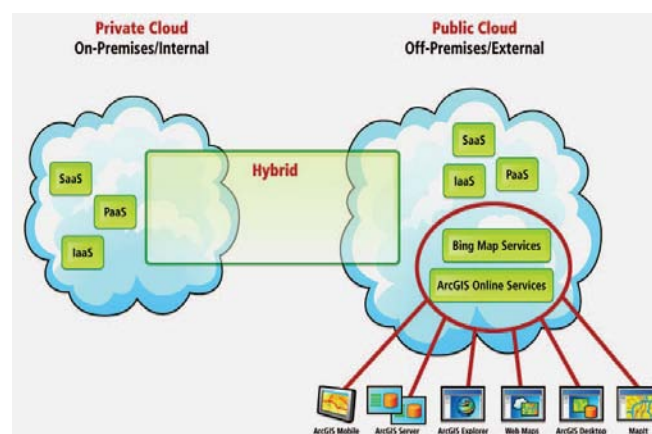 Private Cloud
On-Premises/Internal
Public Cloud
Off-Premises/External
Hybrid
SaaS
PaaS
IaaS
SaaS
IaaS
PaaS
Bing Map Services
ArcGIS Online Services
ArcGIS Mobile
ArcGIS Server
ArcGIS Explorer
Web Maps
ArcGIS Desktop
MapIt